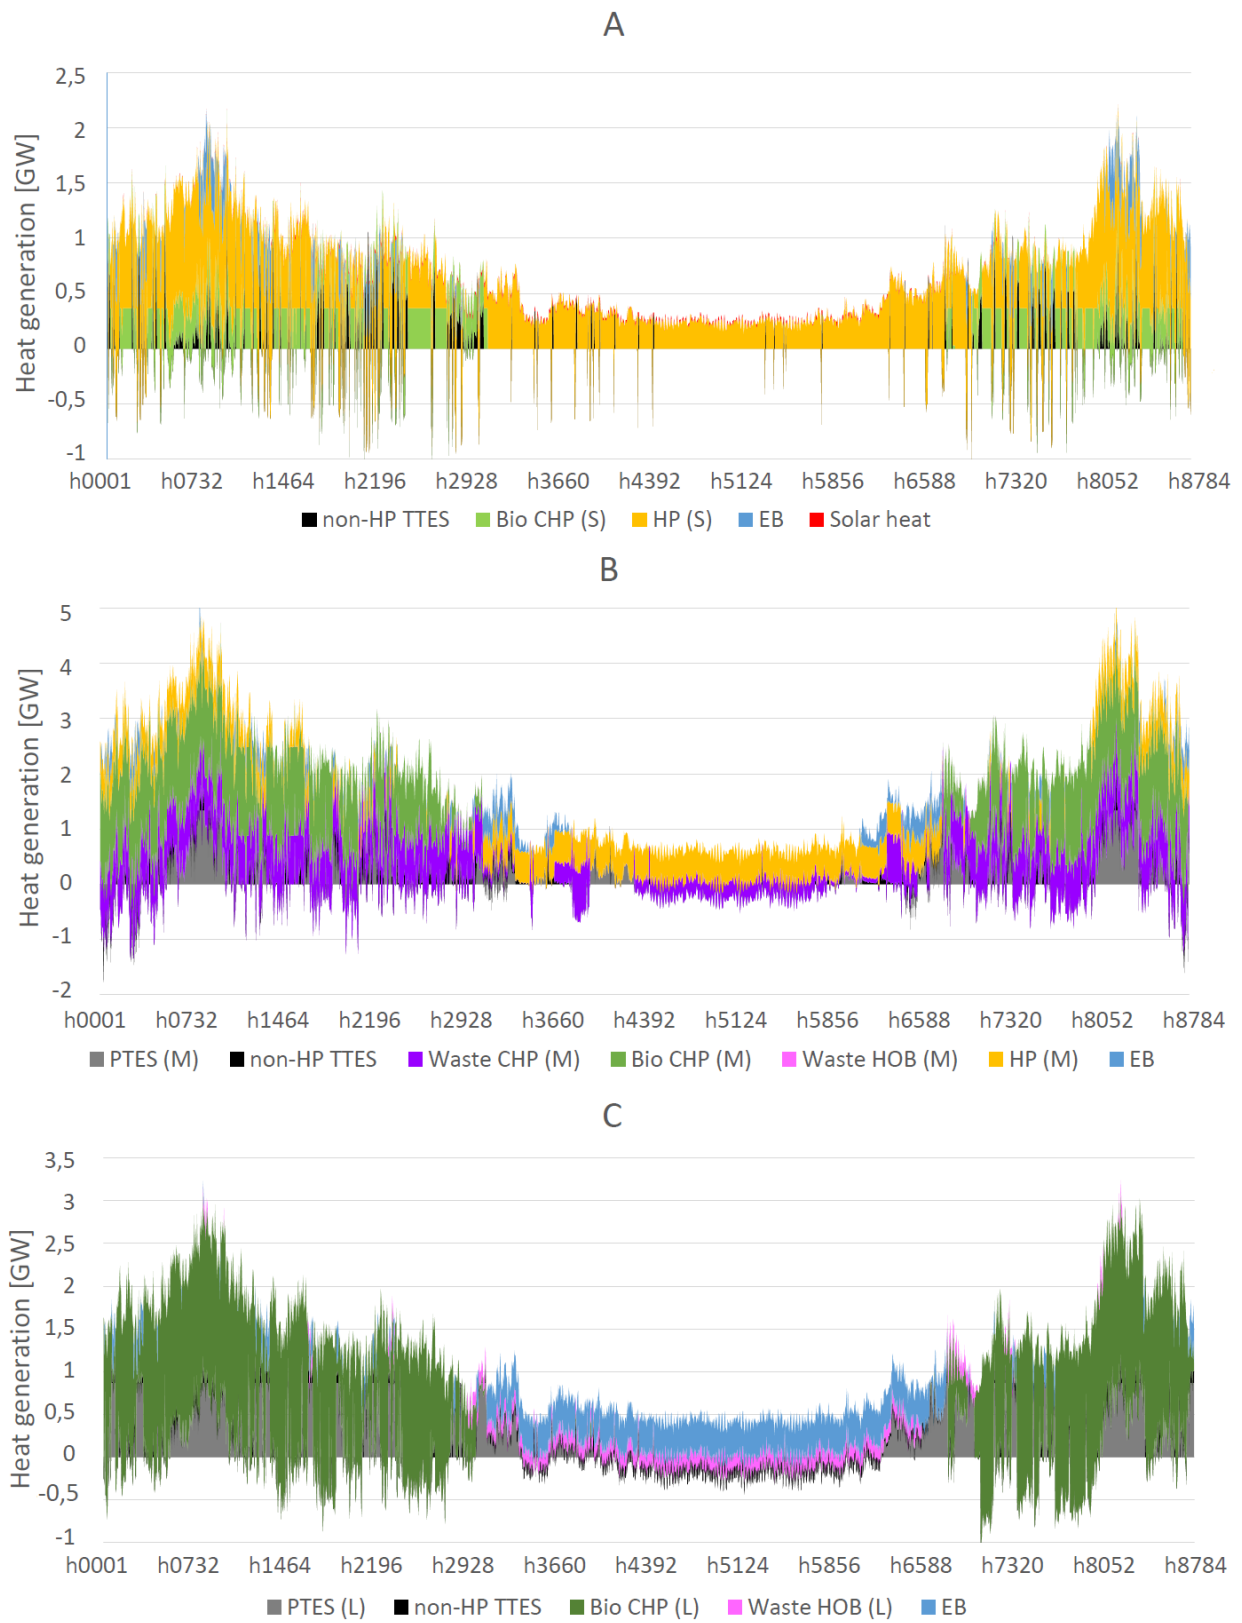 A
Heat generation [GW]
2,5
2
1,5
1
0,5
0
-0,5
-1
h0001 h0732 h1464 h2196 h2928 h3660 h4392 h5124 h5856 h6588 h7320 h8052 h8784
non-HP TTES Bio CHP (S) HP (S) EB Solar heat
B
Heat generation [GW]
5
4
3
2
1
0
-1
-2
h0001 h0732 h1464 h2196 h2928 h3660 h4392 h5124 h5856 h6588 h7320 h8052 h8784
PTES (M) non-HP TTES Waste CHP (M) Bio CHP (M) Waste HOB (M) HP (M) EB
C
Heat generation [GW]
3,5
3
2,5
2
1,5
1
0,5
0
-0,5
-1
h0001 h0732 h1464 h2196 h2928 h3660 h4392 h5124 h5856 h6588 h7320 h8052 h8784
PTES (L) non-HP TTES Bio CHP (L) Waste HOB (L) EB